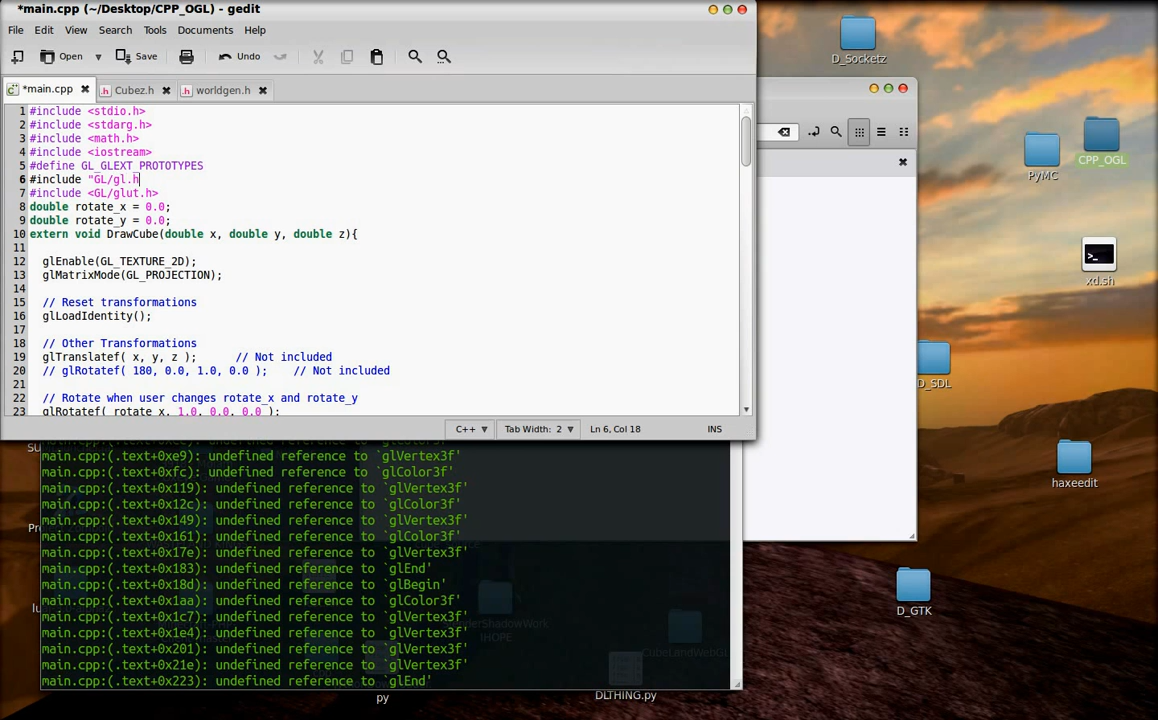 *main.cpp (~/Desktop/CPP_OGL) - gedit
File Edit View Search Tools Documents Help
Open Save Undo
*main.cpp Cubez.h worldgen.h
1 #include <stdio.h>
2 #include <stdarg.h>
3 #include <math.h>
4 #include <iostream>
5 #define GL_GLEXT_PROTOTYPES
6 #include "GL/gl.h
7 #include <GL/glut.h>
8 double rotate_x = 0.0;
9 double rotate_y = 0.0;
10 extern void DrawCube(double x, double y, double z){
11
12 glEnable(GL_TEXTURE_2D);
13 glMatrixMode(GL_PROJECTION);
14
15 // Reset transformations
16 glLoadIdentity();
17
18 // Other Transformations
19 glTranslatef( x, y, z ); // Not included
20 // glRotatef( 180, 0.0, 1.0, 0.0 ); // Not included
21
22 // Rotate when user changes rotate_x and rotate_y
23 glRotatef( rotate_x, 1.0, 0.0, 0.0 );
C++ Tab Width: 2 Ln 6, Col 18 INS
main.cpp:(.text+0xe9): undefined reference to `glVertex3f'
main.cpp:(.text+0xfc): undefined reference to `glColor3f'
main.cpp:(.text+0x119): undefined reference to `glVertex3f'
main.cpp:(.text+0x12c): undefined reference to `glColor3f'
main.cpp:(.text+0x149): undefined reference to `glVertex3f'
main.cpp:(.text+0x161): undefined reference to `glColor3f'
main.cpp:(.text+0x17e): undefined reference to `glVertex3f'
main.cpp:(.text+0x183): undefined reference to `glEnd'
main.cpp:(.text+0x18d): undefined reference to `glBegin'
main.cpp:(.text+0x1aa): undefined reference to `glColor3f'
main.cpp:(.text+0x1c7): undefined reference to `glVertex3f'
main.cpp:(.text+0x1e4): undefined reference to `glVertex3f'
main.cpp:(.text+0x201): undefined reference to `glVertex3f'
main.cpp:(.text+0x21e): undefined reference to `glVertex3f'
main.cpp:(.text+0x223): undefined reference to `glEnd'
py
DLTHING.py
D_Socketz
PyMC
CPP_OGL
xd.sh
D_SDL
haxeedit
D_GTK